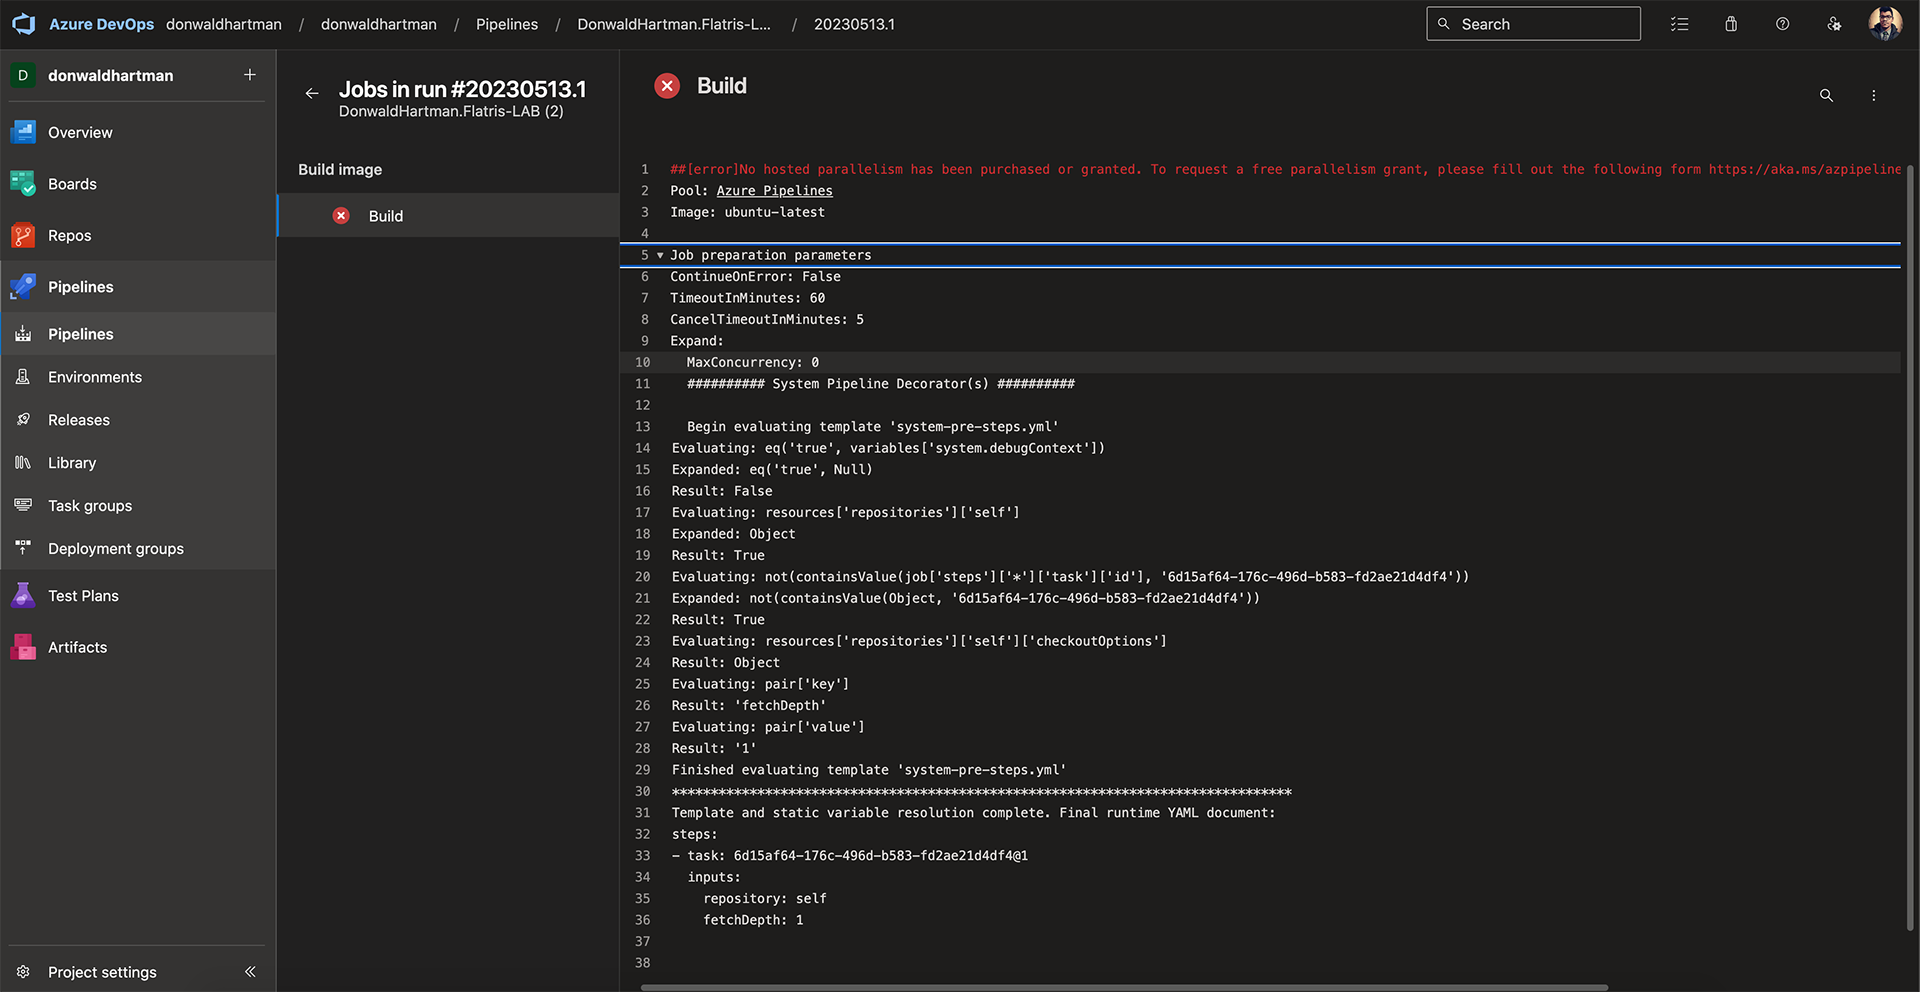 Azure DevOps donwaldhartman / donwaldhartman / Pipelines / DonwaldHartman.Flatris-L... / 20230513.1
Search
D donwaldhartman +
Overview
Boards
Repos
Pipelines
Pipelines
Environments
Releases
Library
Task groups
Deployment groups
Test Plans
Artifacts
Project settings
Jobs in run #20230513.1
DonwaldHartman.Flatris-LAB (2)
Build image
Build
Build
1 ##[error]No hosted parallelism has been purchased or granted. To request a free parallelism grant, please fill out the following form https://aka.ms/azpipeline
2 Pool: Azure Pipelines
3 Image: ubuntu-latest
4
5 Job preparation parameters
6 ContinueOnError: False
7 TimeoutInMinutes: 60
8 CancelTimeoutInMinutes: 5
9 Expand:
10 MaxConcurrency: 0
11 ########## System Pipeline Decorator(s) ##########
12
13 Begin evaluating template 'system-pre-steps.yml'
14 Evaluating: eq('true', variables['system.debugContext'])
15 Expanded: eq('true', Null)
16 Result: False
17 Evaluating: resources['repositories']['self']
18 Expanded: Object
19 Result: True
20 Evaluating: not(containsValue(job['steps']['*']['task']['id'], '6d15af64-176c-496d-b583-fd2ae21d4df4'))
21 Expanded: not(containsValue(Object, '6d15af64-176c-496d-b583-fd2ae21d4df4'))
22 Result: True
23 Evaluating: resources['repositories']['self']['checkoutOptions']
24 Result: Object
25 Evaluating: pair['key']
26 Result: 'fetchDepth'
27 Evaluating: pair['value']
28 Result: '1'
29 Finished evaluating template 'system-pre-steps.yml'
30 ********************************************************************************
31 Template and static variable resolution complete. Final runtime YAML document:
32 steps:
33 - task: 6d15af64-176c-496d-b583-fd2ae21d4df4@1
34 inputs:
35 repository: self
36 fetchDepth: 1
37
38